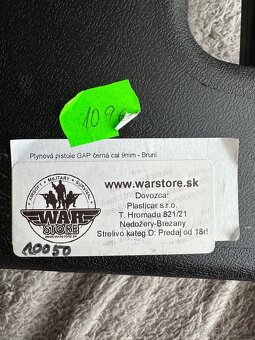 109
Plynová pistole GAP černá cal 9mm - Bruni
AIRSOFT * MILITARY * SURVIVAL
WAR
STORE
www.warstore.sk
Dovozca:
Plasticar s.r.o.
T. Hromadu 821/21
Nedožery-Brezany
Strelivo kateg.D: Predaj od 18r!
10050